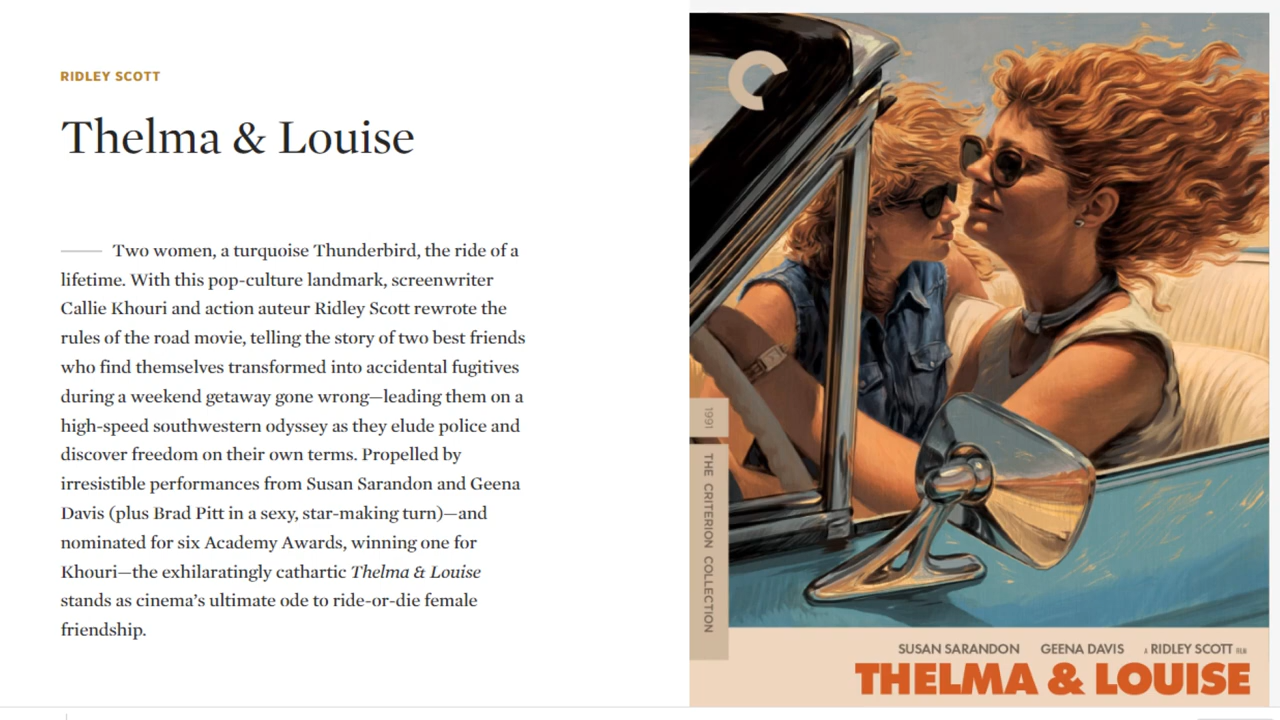 RIDLEY SCOTT
Thelma & Louise
Two women, a turquoise Thunderbird, the ride of a
lifetime. With this pop-culture landmark, screenwriter
Callie Khouri and action auteur Ridley Scott rewrote the
rules of the road movie, telling the story of two best friends
who find themselves transformed into accidental fugitives
during a weekend getaway gone wrong—leading them on a
high-speed southwestern odyssey as they elude police and
discover freedom on their own terms. Propelled by
irresistible performances from Susan Sarandon and Geena
Davis (plus Brad Pitt in a sexy, star-making turn)—and
nominated for six Academy Awards, winning one for
Khouri—the exhilaratingly cathartic Thelma & Louise
stands as cinema’s ultimate ode to ride-or-die female
friendship.
1991
THE CRITERION COLLECTION
SUSAN SARANDON GEENA DAVIS A RIDLEY SCOTT FILM
THELMA & LOUISE